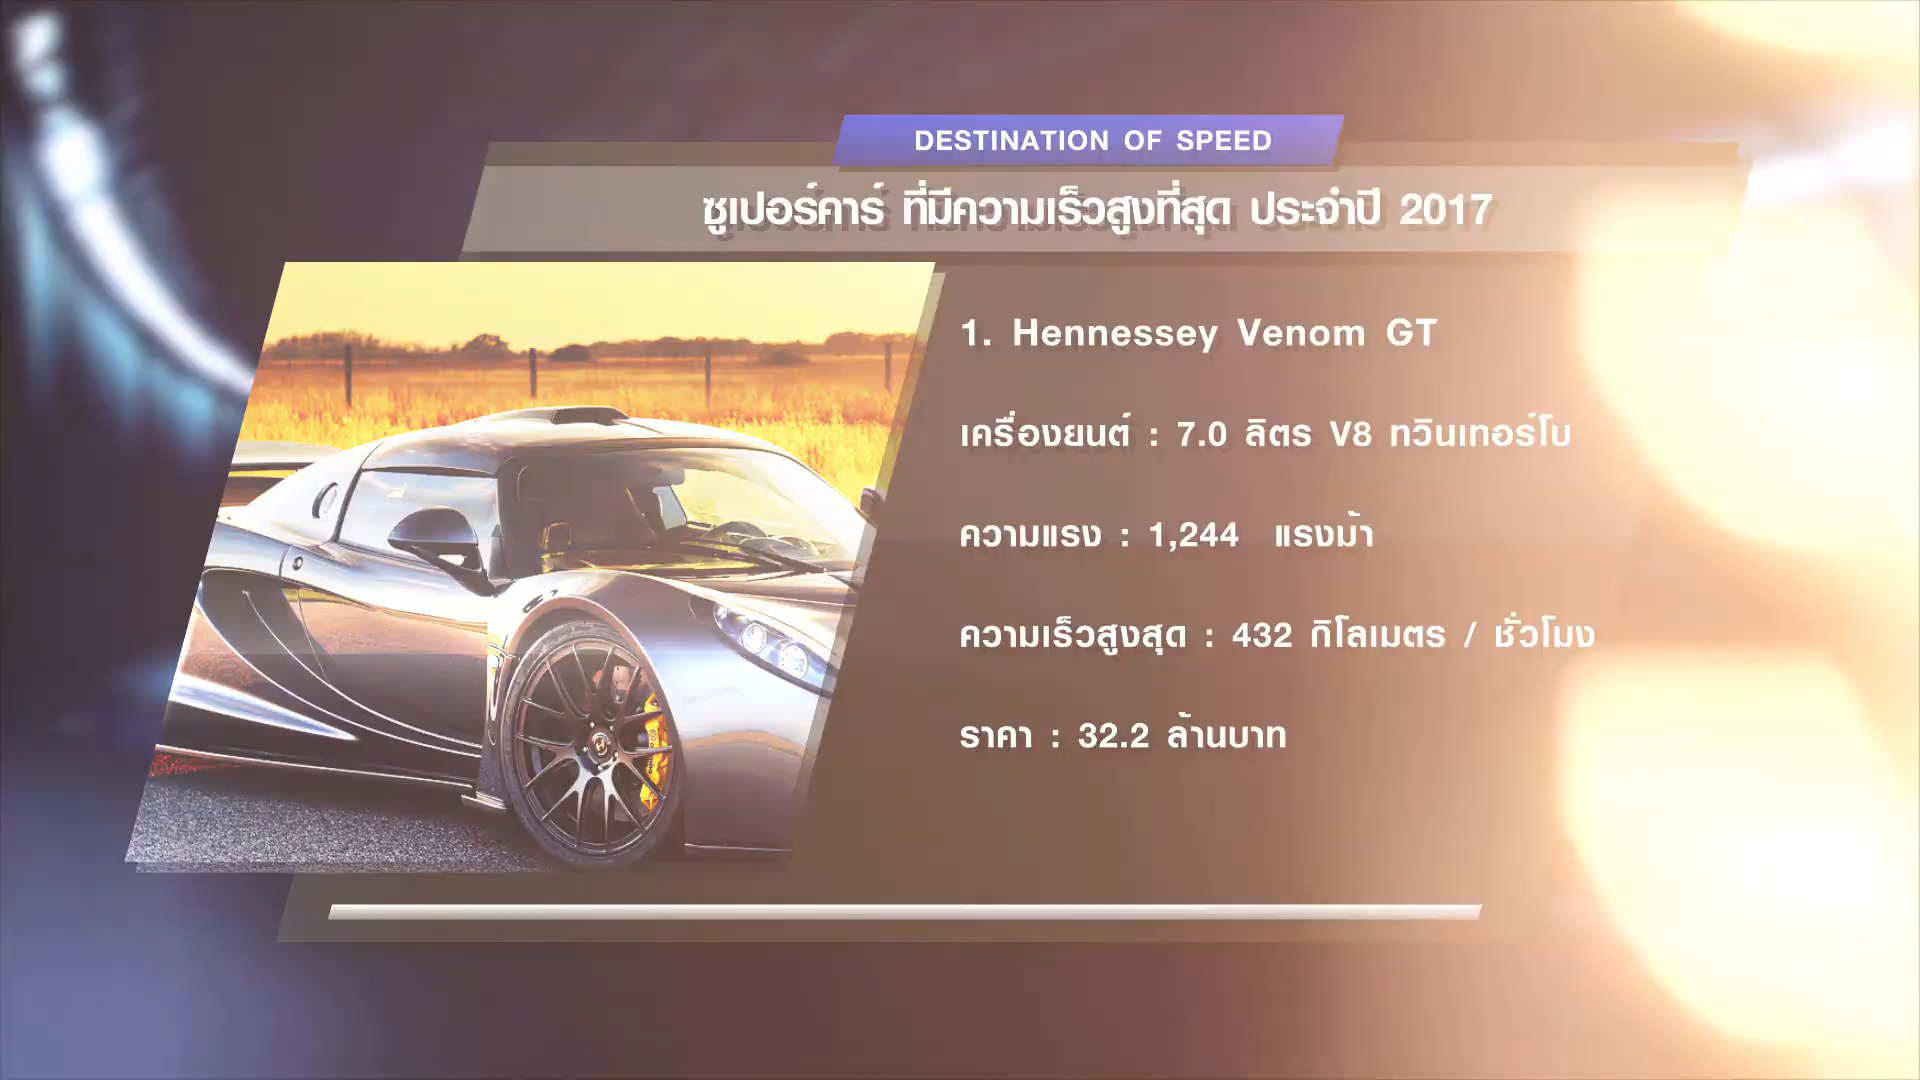 DESTINATION OF SPEED
ซูเปอร์คาร์ ที่มีความเร็วสูงที่สุด ประจำปี 2017
1. Hennessey Venom GT
เครื่องยนต์ : 7.0 ลิตร V8 ทวินเทอร์โบ
ความแรง : 1,244 แรงม้า
ความเร็วสูงสุด : 432 กิโลเมตร / ชั่วโมง
ราคา : 32.2 ล้านบาท